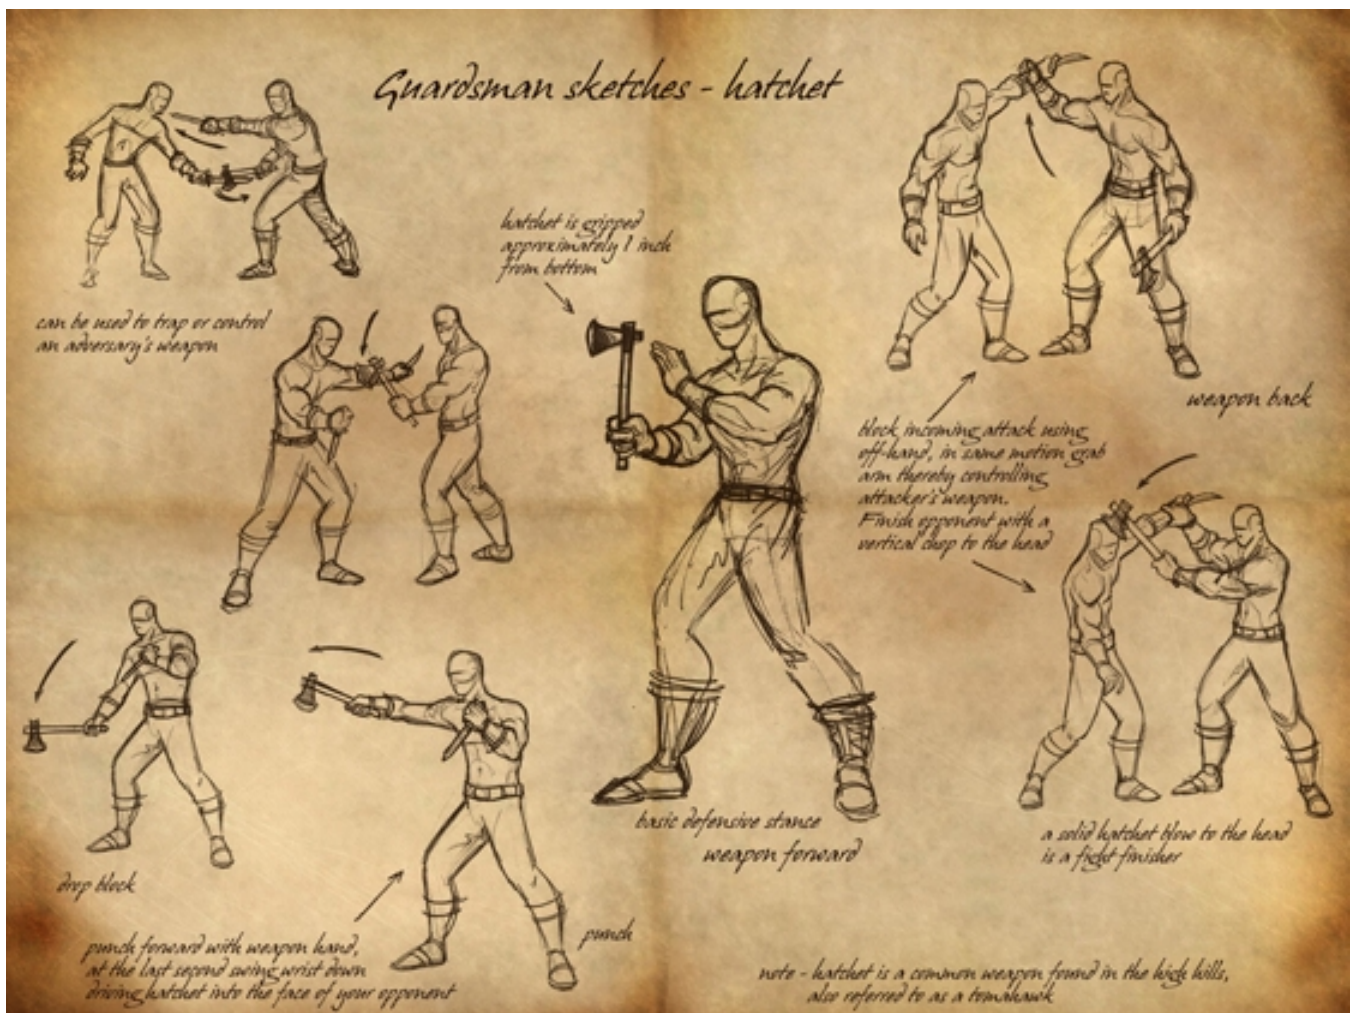 Guardsman sketches - hatchet
hatchet is gripped
approximately 1 inch
from bottom
can be used to trap or control
an adversary's weapon
weapon back
block incoming attack using
off-hand, in same motion grab
arm thereby controlling
attacker's weapon.
Finish opponent with a
vertical chop to the head
basic defensive stance
weapon forward
a solid hatchet blow to the head
is a fight finisher
drop block
punch
punch forward with weapon hand,
at the last second swing wrist down
driving hatchet into the face of your opponent
note - hatchet is a common weapon found in the high hills,
also referred to as a tomahawk